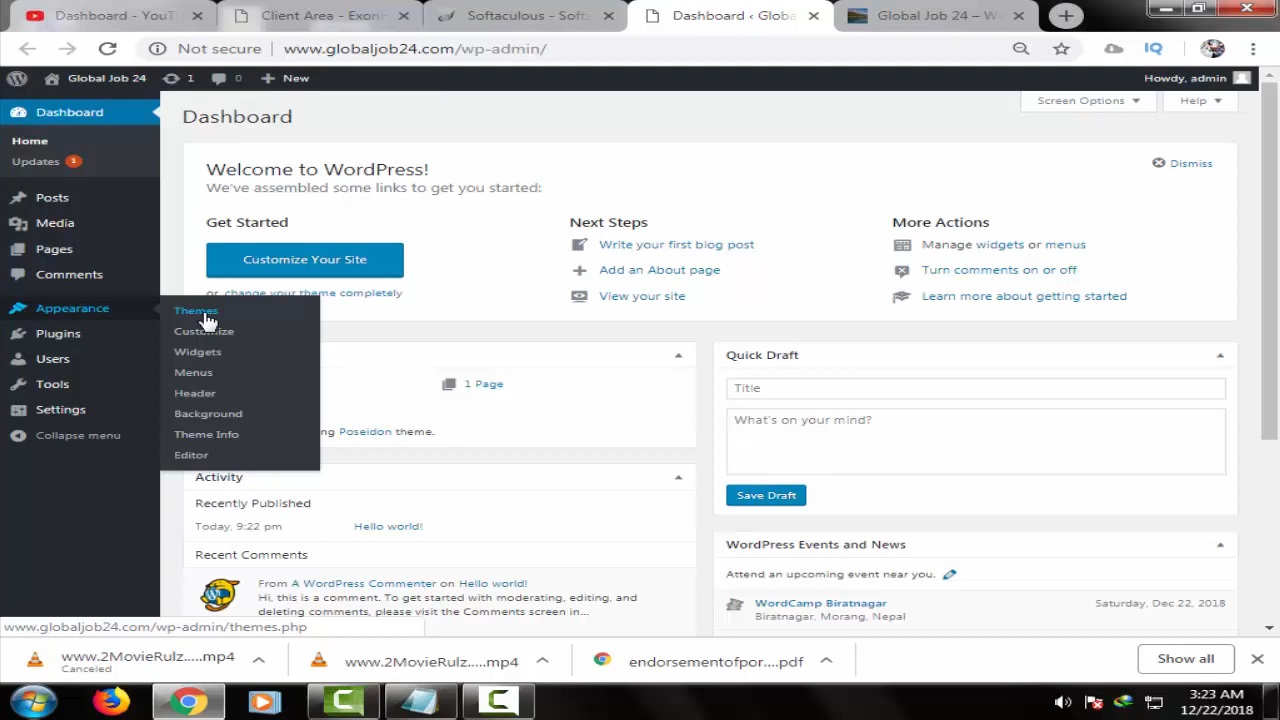 Dashboard - YouT
Client Area - ExonH
Softaculous - Softa
Dashboard ‹ Globa
Global Job 24 – W
Not secure
www.globaljob24.com/wp-admin/
Global Job 24
1
0
New
Howdy, admin
Dashboard
Home
Updates 1
Posts
Media
Pages
Comments
Appearance
Plugins
Users
Tools
Settings
Collapse menu
Themes
Customize
Widgets
Menus
Header
Background
Theme Info
Editor
Dashboard
Screen Options
Help
Welcome to WordPress!
Dismiss
We've assembled some links to get you started:
Get Started
Customize Your Site
or, change your theme completely
Next Steps
Write your first blog post
Add an About page
View your site
More Actions
Manage widgets or menus
Turn comments on or off
Learn more about getting started
1 Page
ng Poseidon theme.
Activity
Recently Published
Today, 9:22 pm
Hello world!
Recent Comments
From A WordPress Commenter on Hello world!
Hi, this is a comment. To get started with moderating, editing, and
deleting comments, please visit the Comments screen in...
Quick Draft
Title
What's on your mind?
Save Draft
WordPress Events and News
Attend an upcoming event near you.
WordCamp Biratnagar
Saturday, Dec 22, 2018
Biratnagar, Morang, Nepal
www.globaljob24.com/wp-admin/themes.php
www.2MovieRulz.....mp4
Canceled
www.2MovieRulz.....mp4
endorsementofpor....pdf
Show all
3:23 AM
12/22/2018